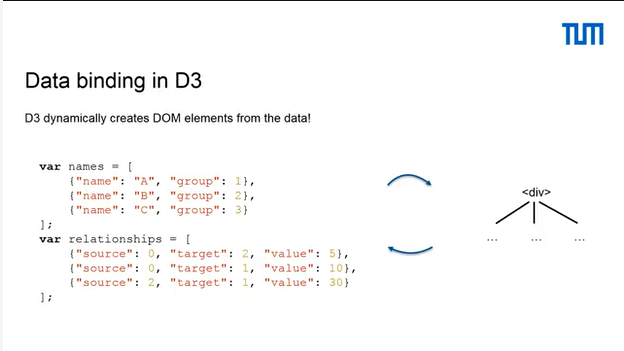 TUM
Data binding in D3
D3 dynamically creates DOM elements from the data!
var names = [
    {"name": "A", "group": 1},
    {"name": "B", "group": 2},
    {"name": "C", "group": 3}
];
var relationships = [
    {"source": 0, "target": 2, "value": 5},
    {"source": 0, "target": 1, "value": 10},
    {"source": 2, "target": 1, "value": 30}
];
<div>
... ... ...